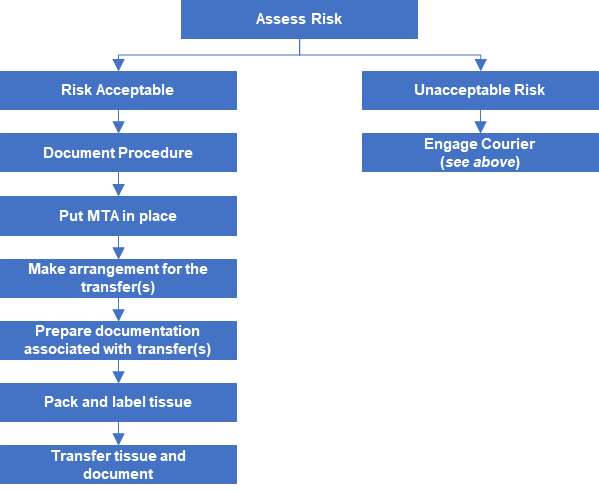 Assess Risk
Risk Acceptable
Unacceptable Risk
Document Procedure
Engage Courier
(see above)
Put MTA in place
Make arrangement for the
transfer(s)
Prepare documentation
associated with transfer(s)
Pack and label tissue
Transfer tissue and
document